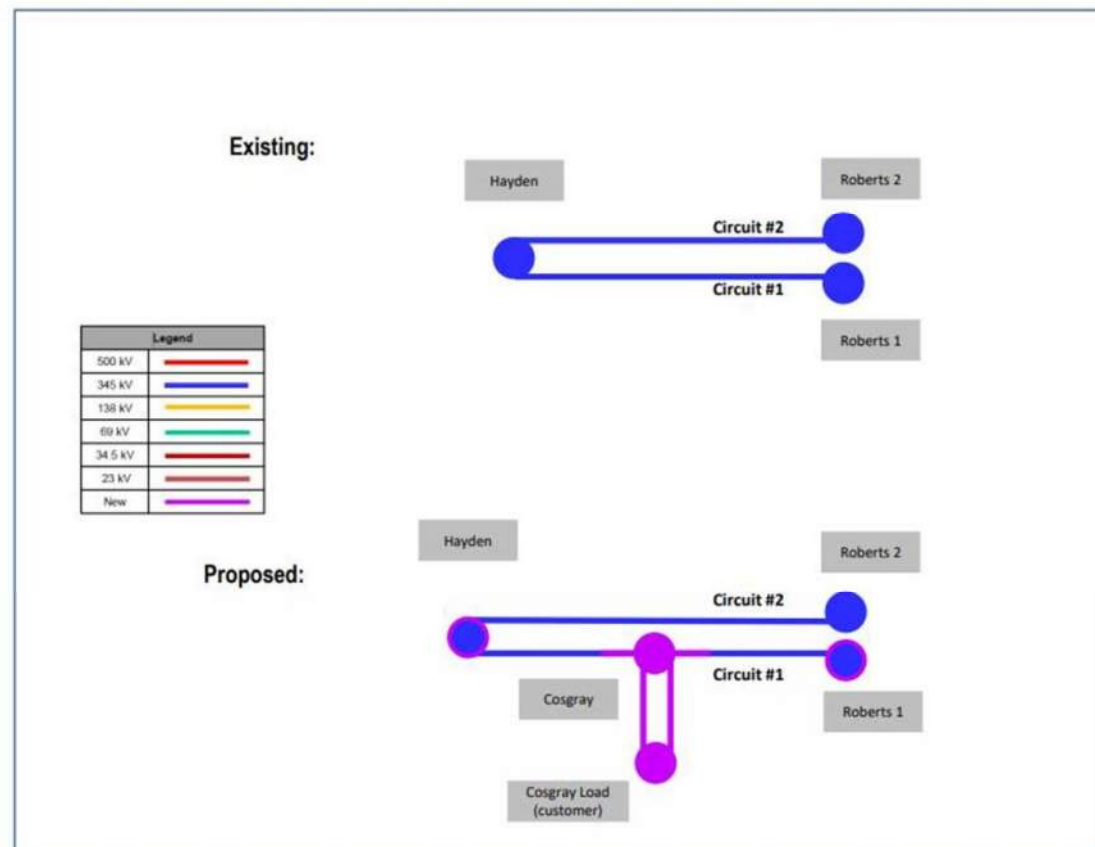 Existing:
Hayden
Roberts 2
Circuit #2
Circuit #1
Roberts 1
Legend
500 kV
345 kV
138 kV
69 kV
34.5 kV
23 kV
New
Proposed:
Hayden
Roberts 2
Circuit #2
Circuit #1
Cosgray
Roberts 1
Cosgray Load
(customer)